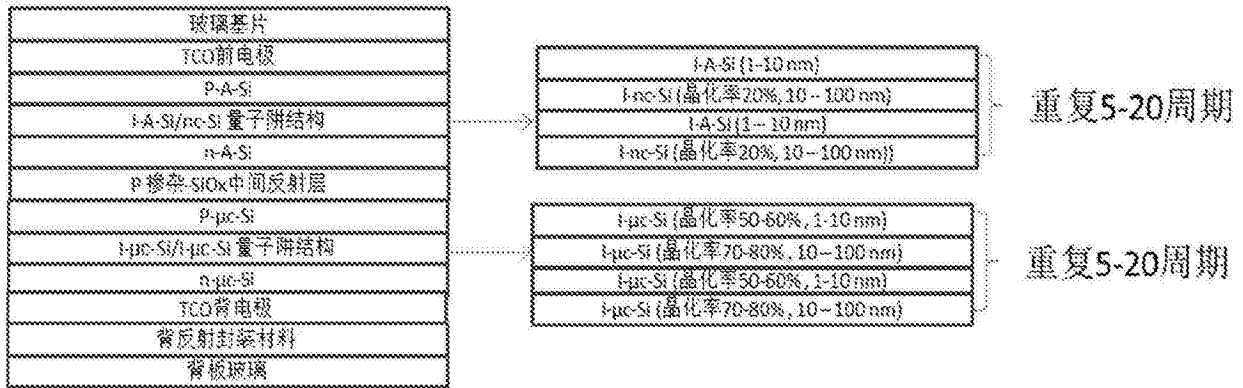 玻璃基片
TCO前电极
P-A-Si
I-A-Si/nc-Si 量子阱结构
n-A-Si
P 掺杂-SiOx中间反射层
P-μc-Si
I-μc-Si/I-μc-Si 量子阱结构
n-μc-Si
TCO背电极
背反射封装材料
背板玻璃
I-A-Si (1-10 nm)
I-nc-Si (晶化率20%, 10 – 100 nm)
I-A-Si (1 – 10 nm)
I-nc-Si (晶化率20%, 10 – 100 nm))
重复5-20周期
I-μc-Si (晶化率50-60% , 1-10 nm)
I-μc-Si (晶化率70-80% , 10 – 100 nm)
I-μc-Si (晶化率50-60% , 1-10 nm)
I-μc-Si (晶化率70-80% , 10 – 100 nm)
重复5-20周期